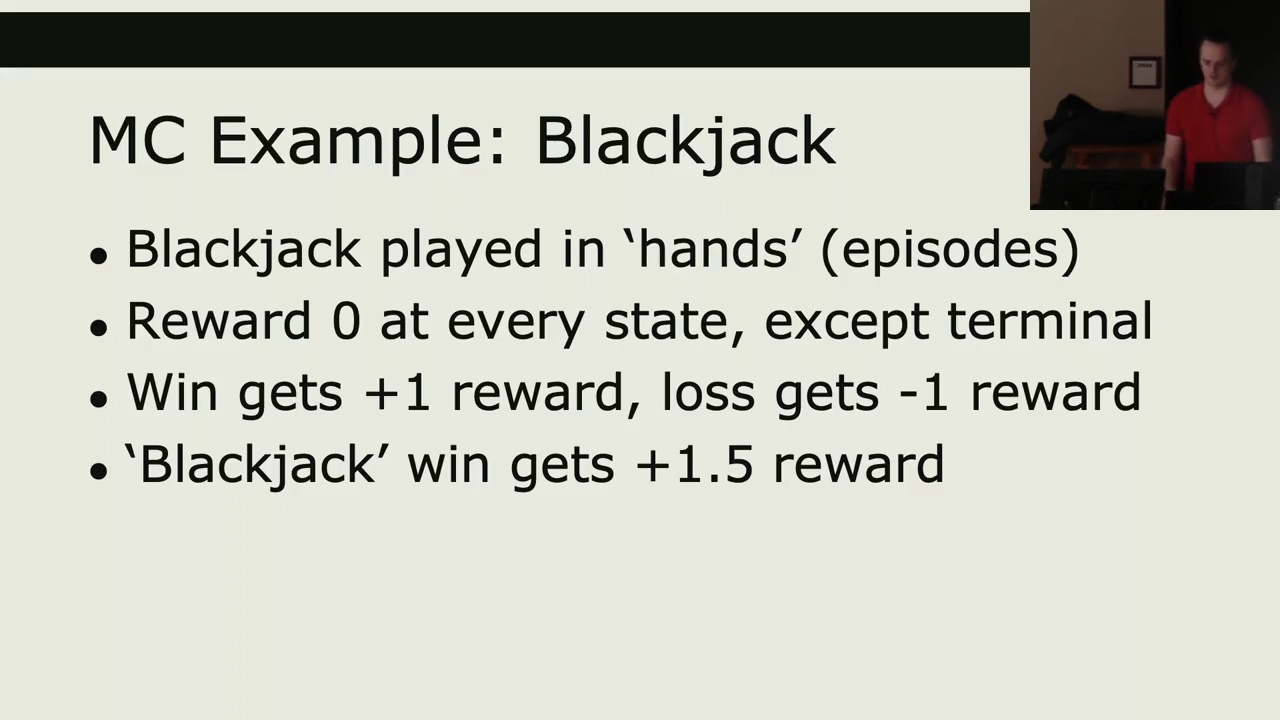 MC Example: Blackjack
• Blackjack played in ‘hands’ (episodes)
• Reward 0 at every state, except terminal
• Win gets +1 reward, loss gets -1 reward
• ‘Blackjack’ win gets +1.5 reward